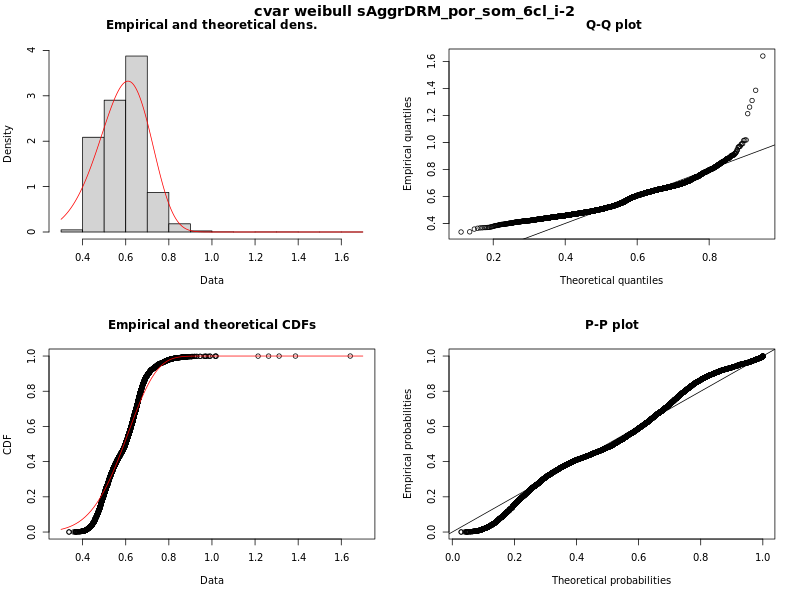 cvar weibull sAggrDRM_por_som_6cl_i-2
Empirical and theoretical dens.
Density
0 1 2 3 4
0.4 0.6 0.8 1.0 1.2 1.4 1.6
Data
Q-Q plot
Empirical quantiles
0.4 0.6 0.8 1.0 1.2 1.4 1.6
0.2 0.4 0.6 0.8
Theoretical quantiles
Empirical and theoretical CDFs
CDF
0.0 0.2 0.4 0.6 0.8 1.0
0.4 0.6 0.8 1.0 1.2 1.4 1.6
Data
P-P plot
Empirical probabilities
0.0 0.2 0.4 0.6 0.8 1.0
0.0 0.2 0.4 0.6 0.8 1.0
Theoretical probabilities